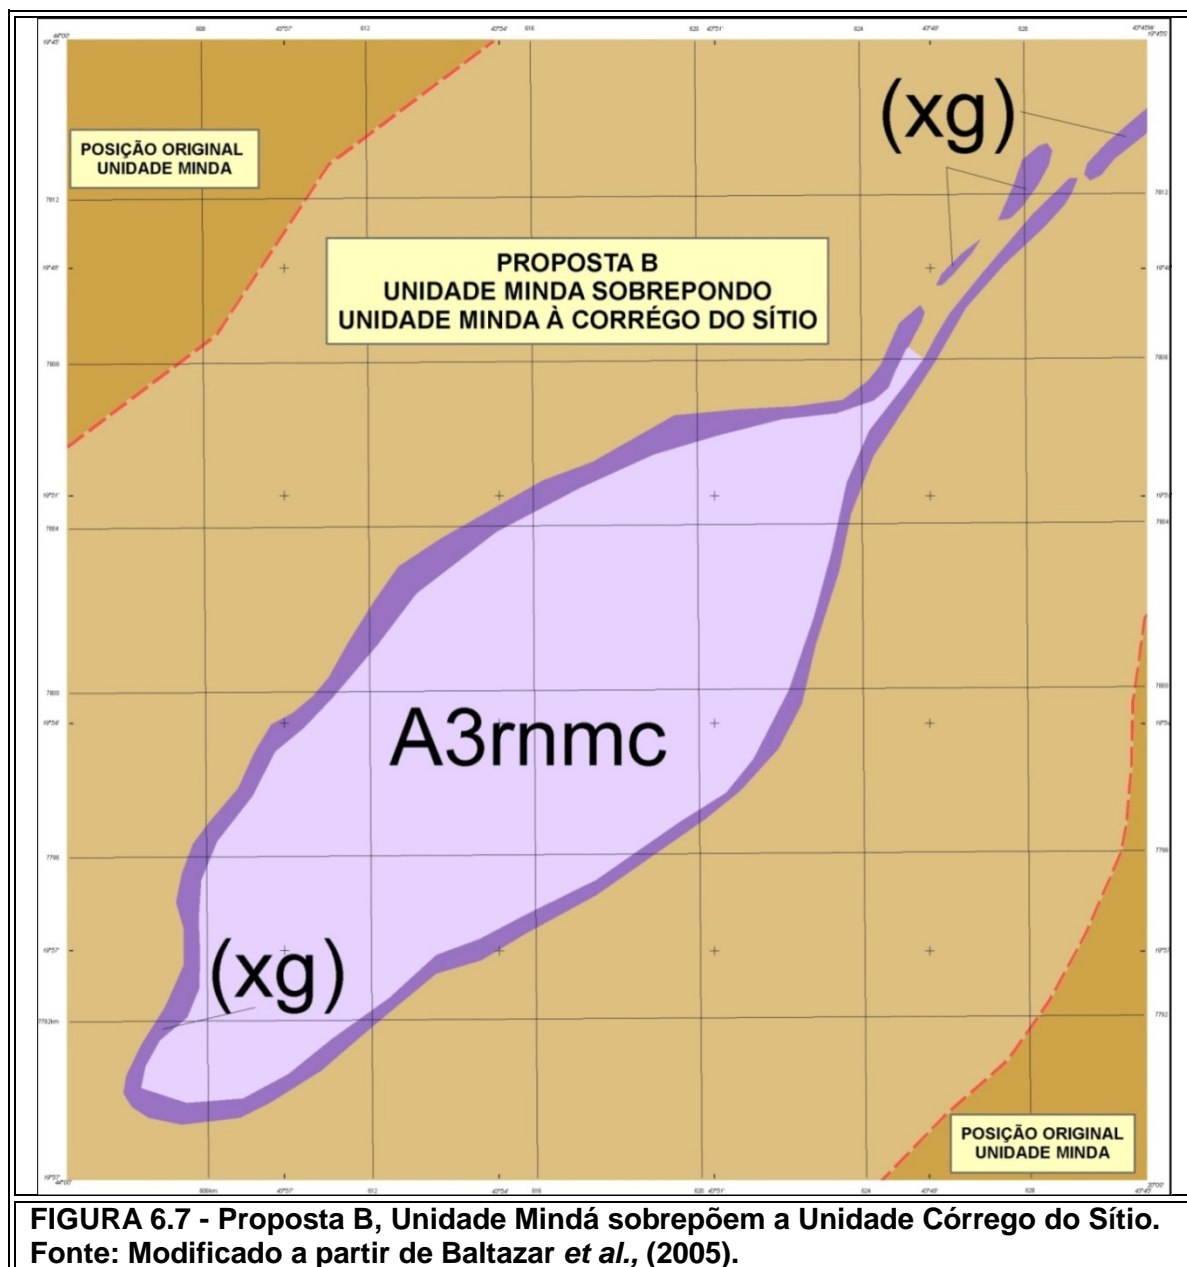 POSIÇÃO ORIGINAL
UNIDADE MINDA
(xg)
PROPOSTA B
UNIDADE MINDA SOBREPONDO
UNIDADE MINDA À CORRÉGO DO SÍTIO
A3rnmc
(xg)
POSIÇÃO ORIGINAL
UNIDADE MINDA
FIGURA 6.7 - Proposta B, Unidade Mindá sobrepõem a Unidade Córrego do Sítio.
Fonte: Modificado a partir de Baltazar et al., (2005).